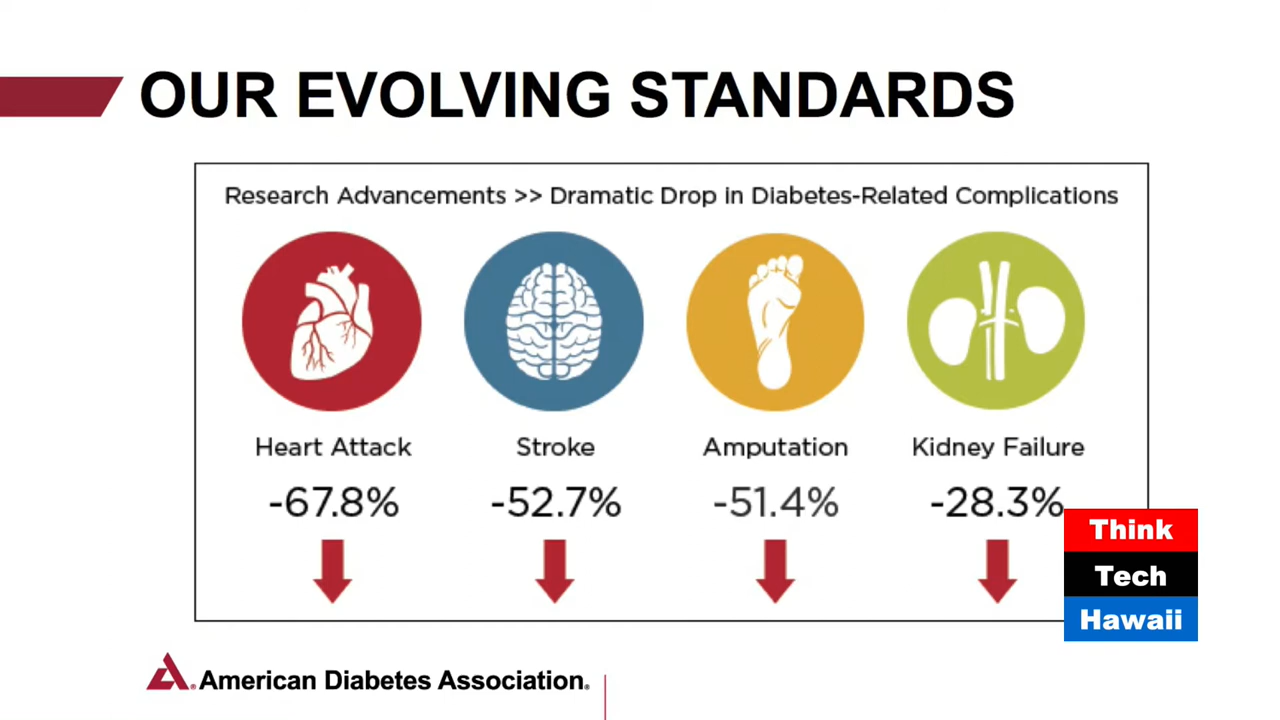 OUR EVOLVING STANDARDS
Research Advancements >> Dramatic Drop in Diabetes-Related Complications
Heart Attack
Stroke
Amputation
Kidney Failure
-67.8%
-52.7%
-51.4%
-28.3%
Think
Tech
Hawaii
American Diabetes Association®